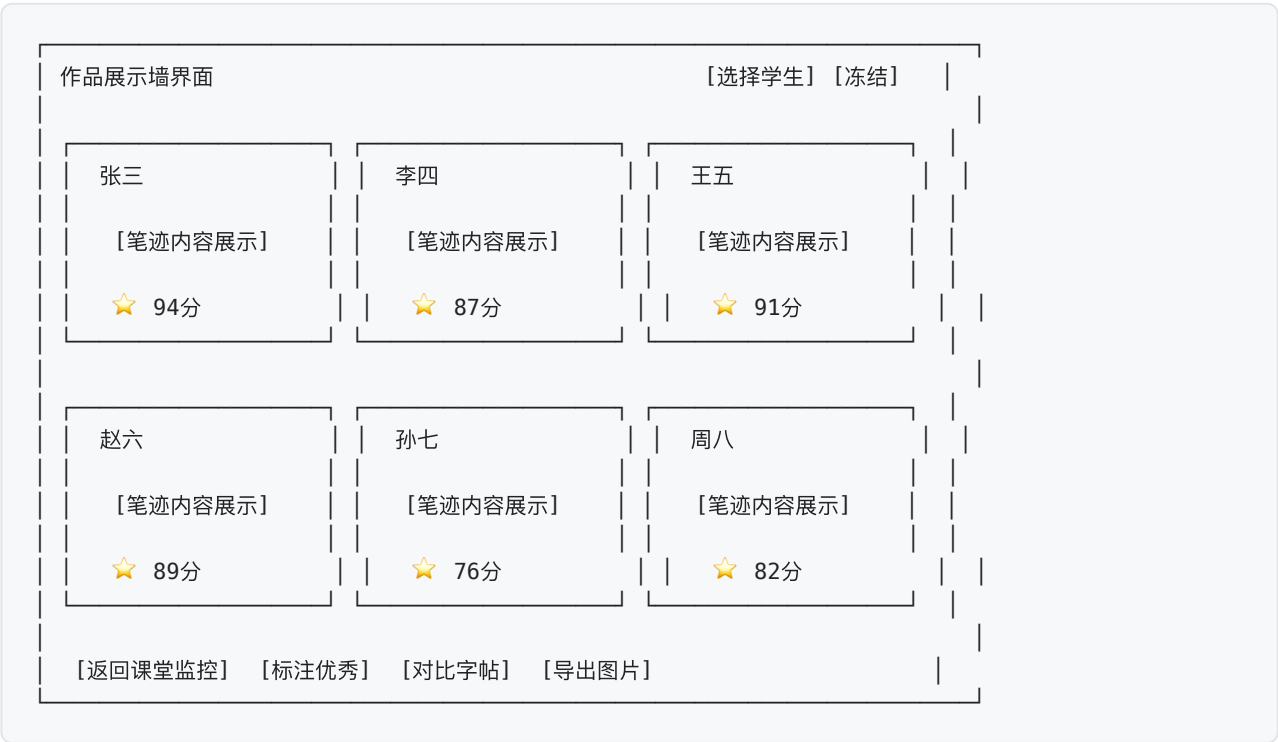 作品展示墙界面 [选择学生] [冻结]
张三 李四 王五
[笔迹内容展示] [笔迹内容展示] [笔迹内容展示]
⭐ 94分 ⭐ 87分 ⭐ 91分
赵六 孙七 周八
[笔迹内容展示] [笔迹内容展示] [笔迹内容展示]
⭐ 89分 ⭐ 76分 ⭐ 82分
[返回课堂监控] [标注优秀] [对比字帖] [导出图片]